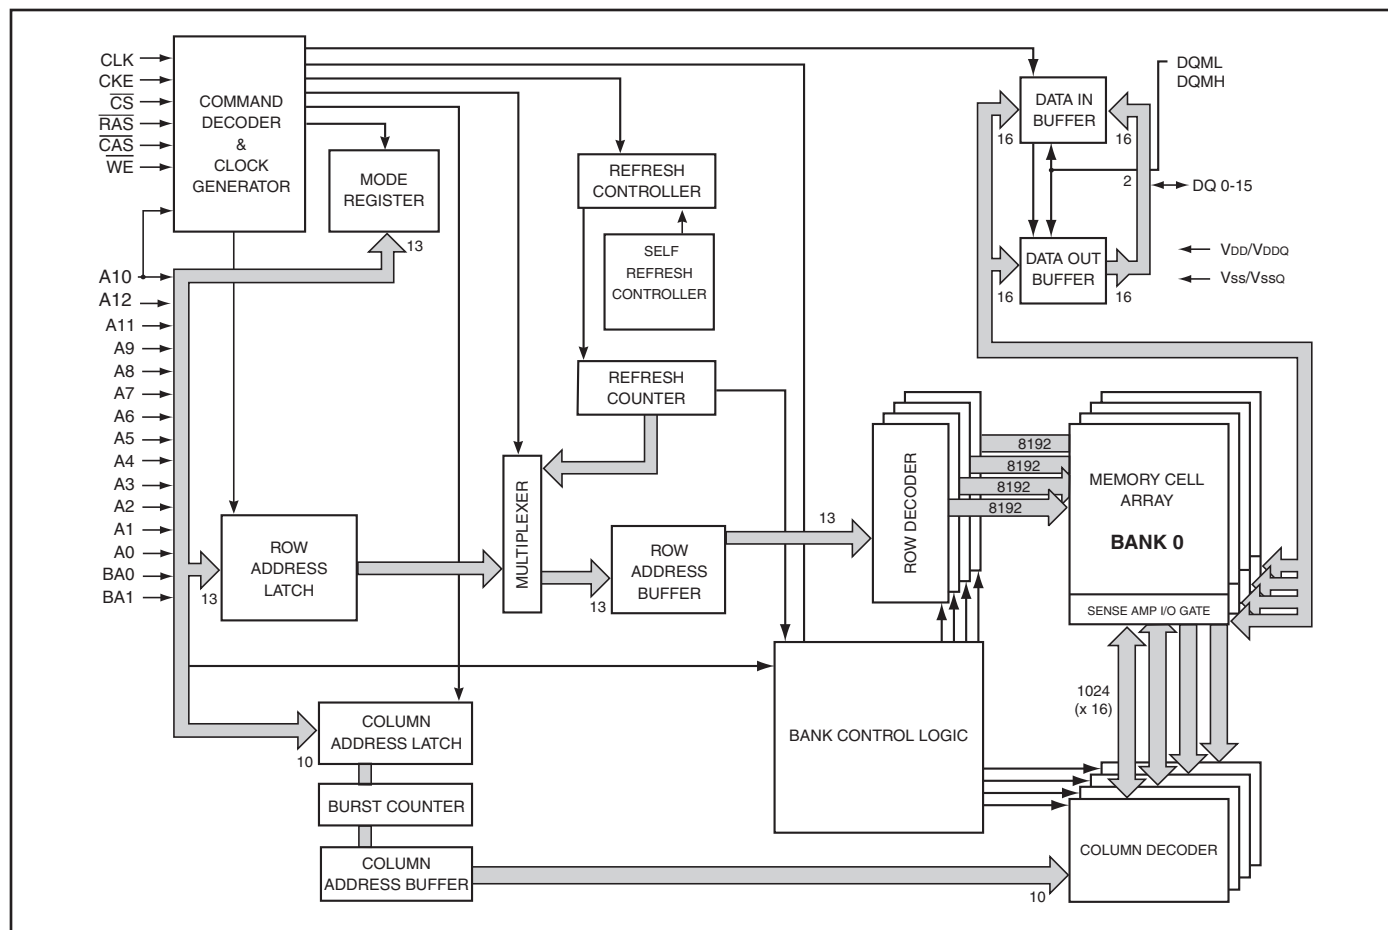 CLK
CKE
CS
RAS
CAS
WE
A10
A12
A11
A9
A8
A7
A6
A5
A4
A3
A2
A1
A0
BA0
BA1
COMMAND
DECODER
&
CLOCK
GENERATOR
MODE
REGISTER
13
REFRESH
CONTROLLER
SELF
REFRESH
CONTROLLER
REFRESH
COUNTER
DATA IN
BUFFER
16
16
DQML
DQMH
2
DQ 0-15
DATA OUT
BUFFER
16
16
VDD/VDDQ
Vss/VssQ
13
ROW
ADDRESS
LATCH
MULTIPLEXER
13
ROW
ADDRESS
BUFFER
13
ROW DECODER
8192
8192
8192
8192
MEMORY CELL
ARRAY
BANK 0
SENSE AMP I/O GATE
1024
(x 16)
BANK CONTROL LOGIC
10
COLUMN
ADDRESS LATCH
BURST COUNTER
COLUMN
ADDRESS BUFFER
10
COLUMN DECODER